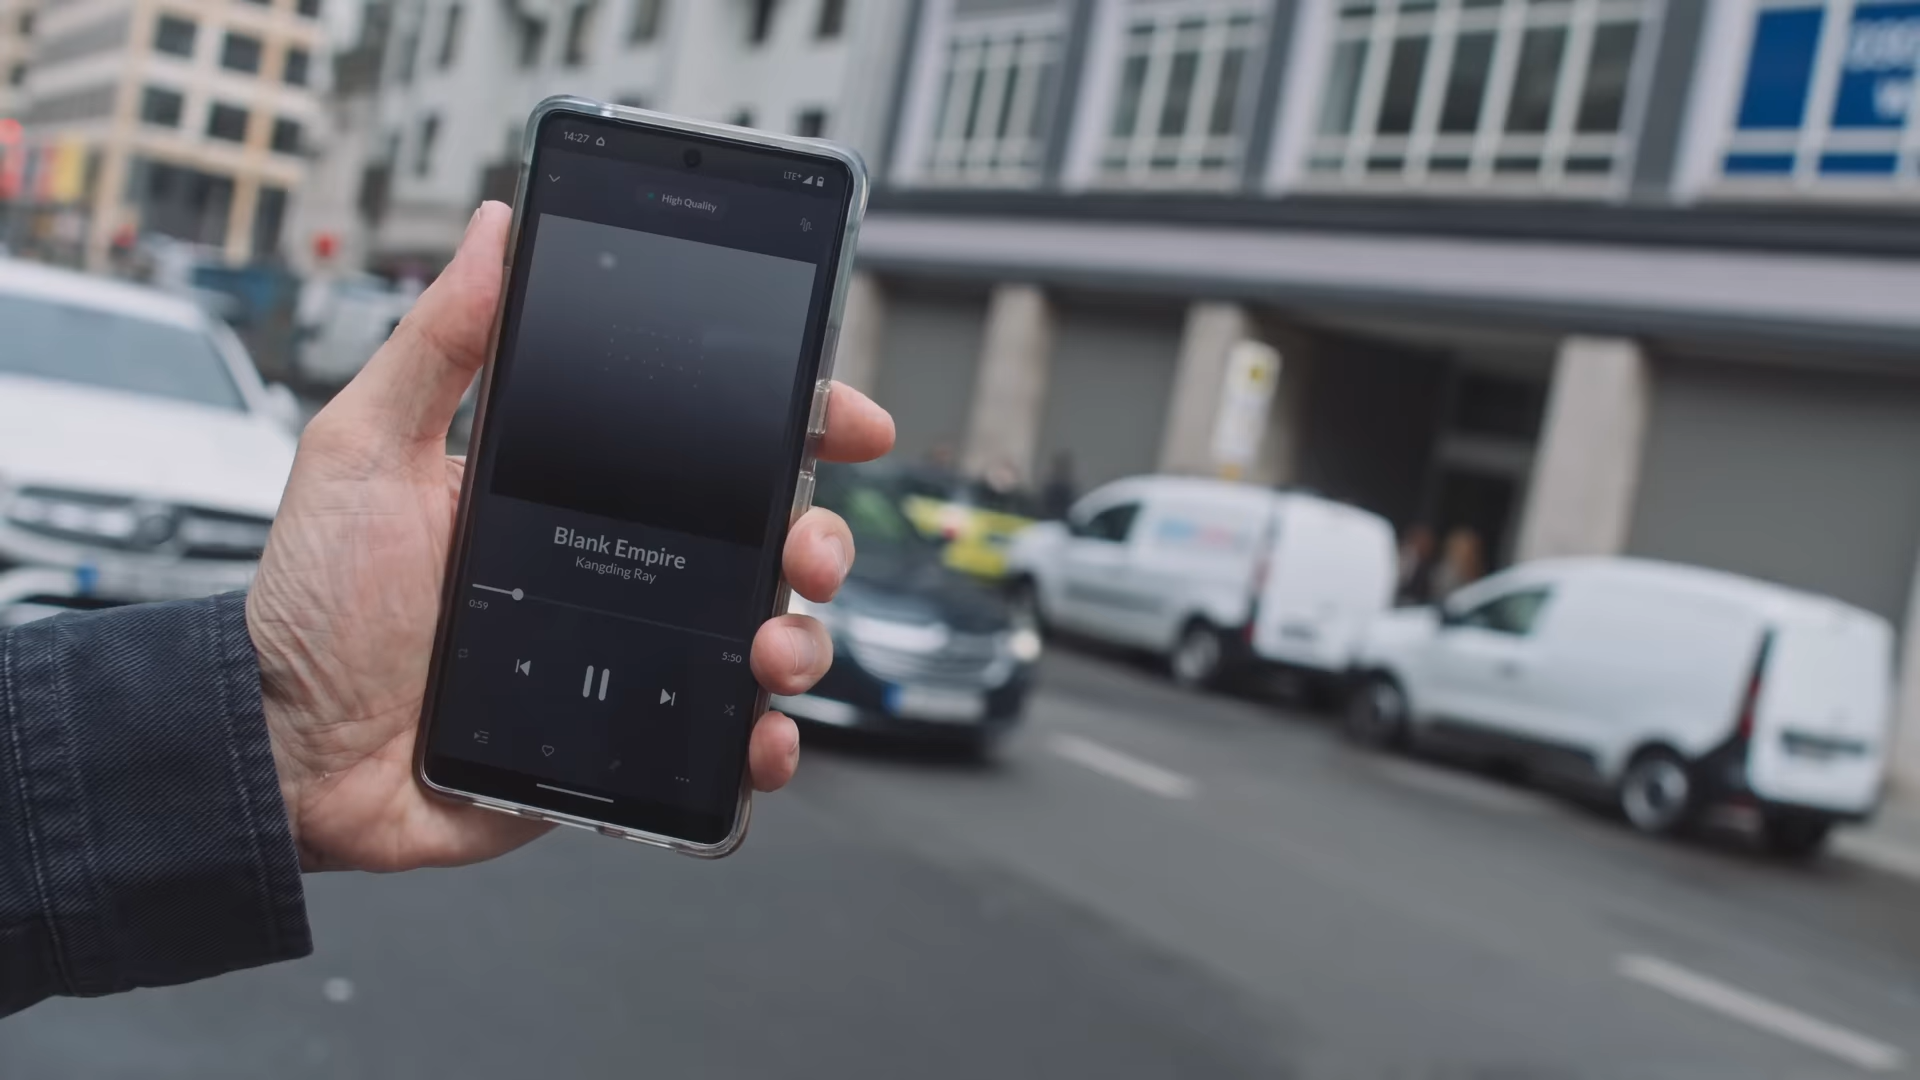 14:27
LTE+
High Quality
Blank Empire
Kangding Ray
0:59
5:50